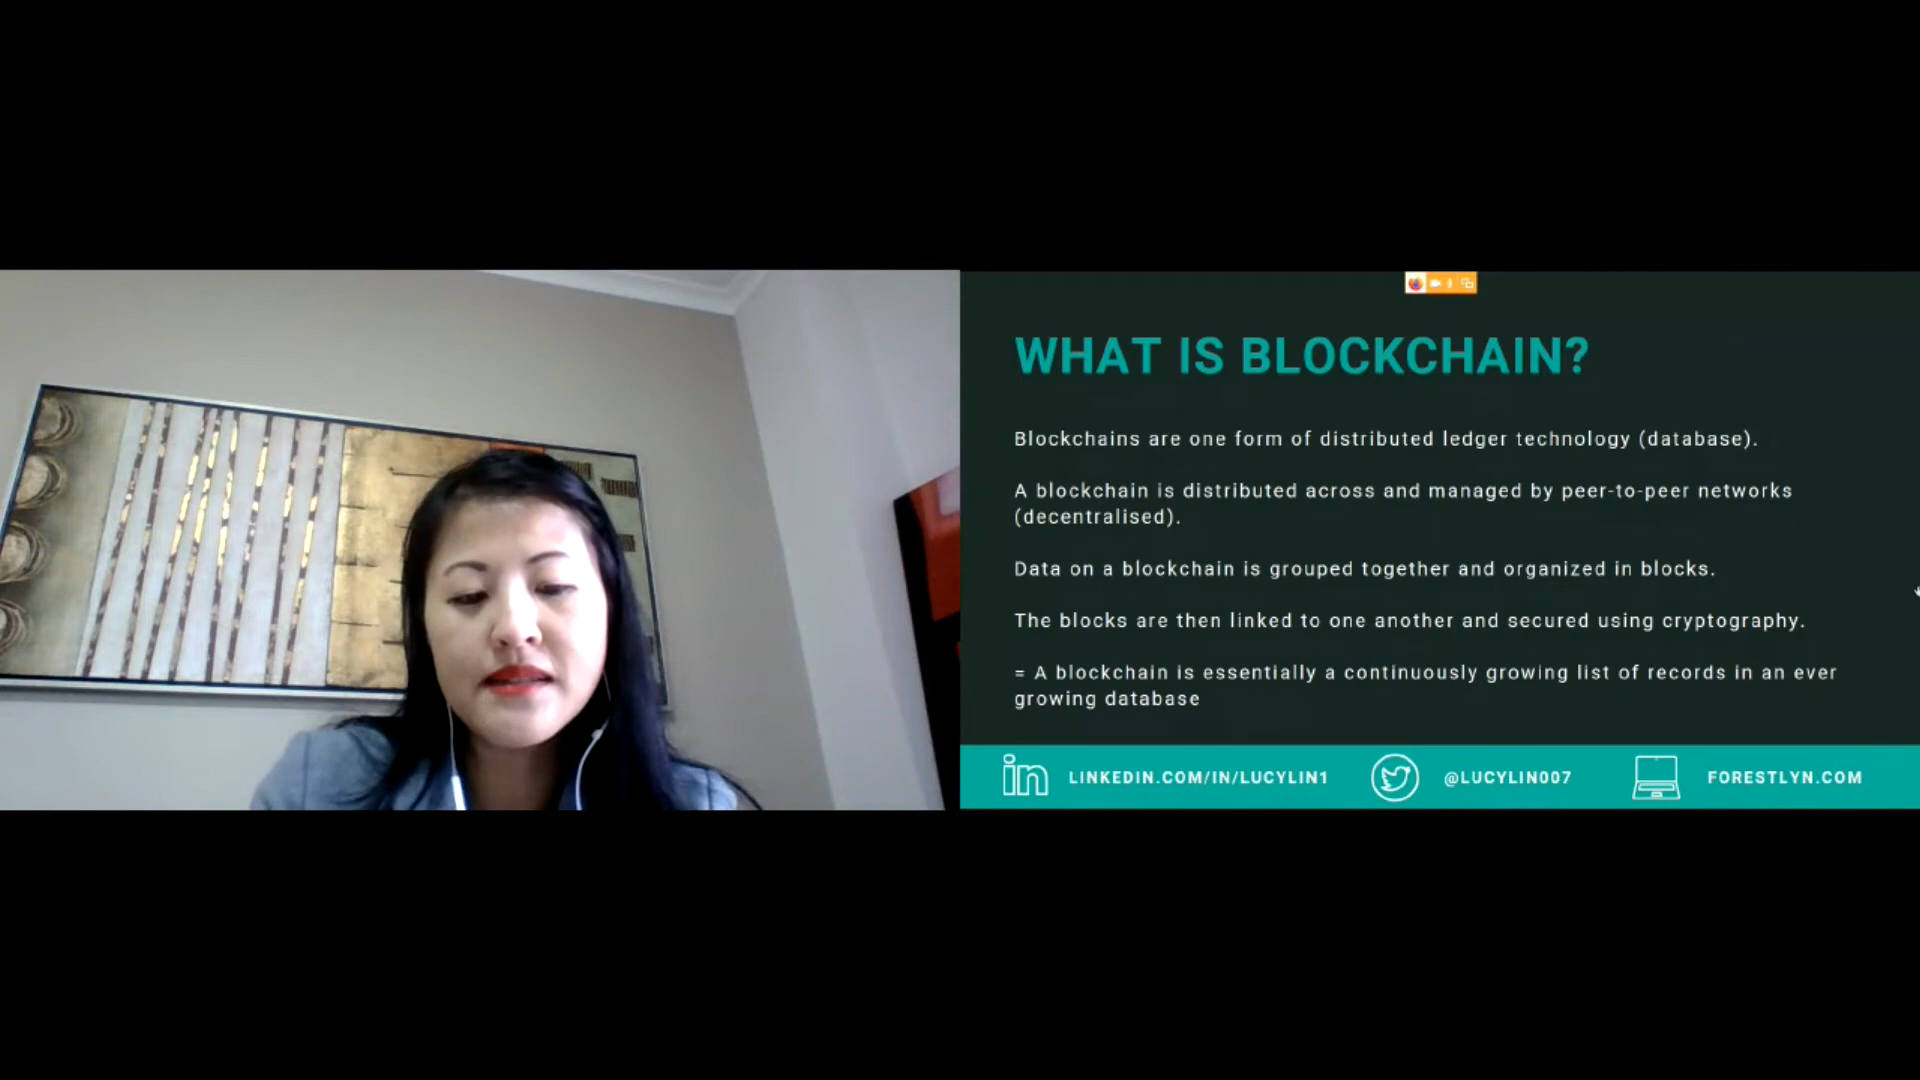 WHAT IS BLOCKCHAIN?
Blockchains are one form of distributed ledger technology (database).
A blockchain is distributed across and managed by peer-to-peer networks
(decentralised).
Data on a blockchain is grouped together and organized in blocks.
The blocks are then linked to one another and secured using cryptography.
= A blockchain is essentially a continuously growing list of records in an ever
growing database
in LINKEDIN.COM/IN/LUCYLIN1 @LUCYLIN007 FORESTLYN.COM